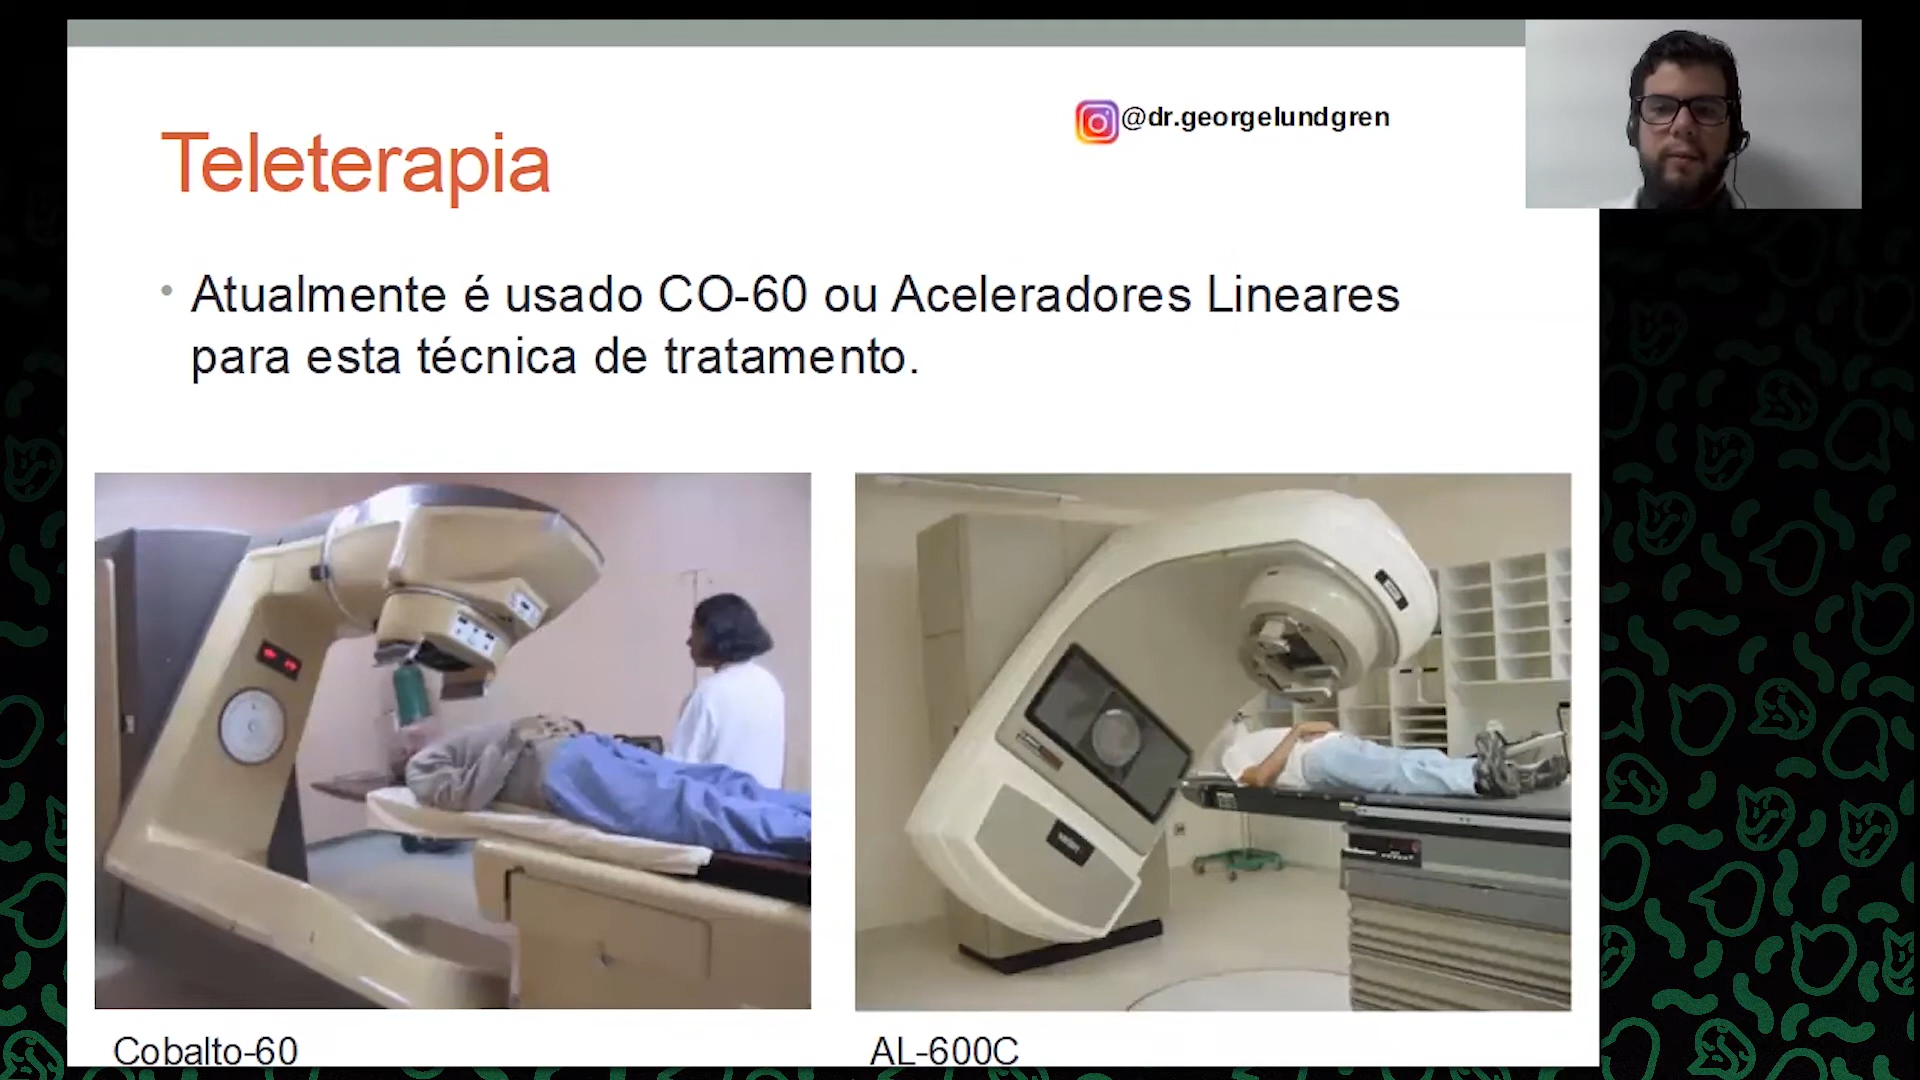 Teleterapia
@dr.georgelundgren
• Atualmente é usado CO-60 ou Aceleradores Lineares
para esta técnica de tratamento.
Cobalto-60
AL-600C